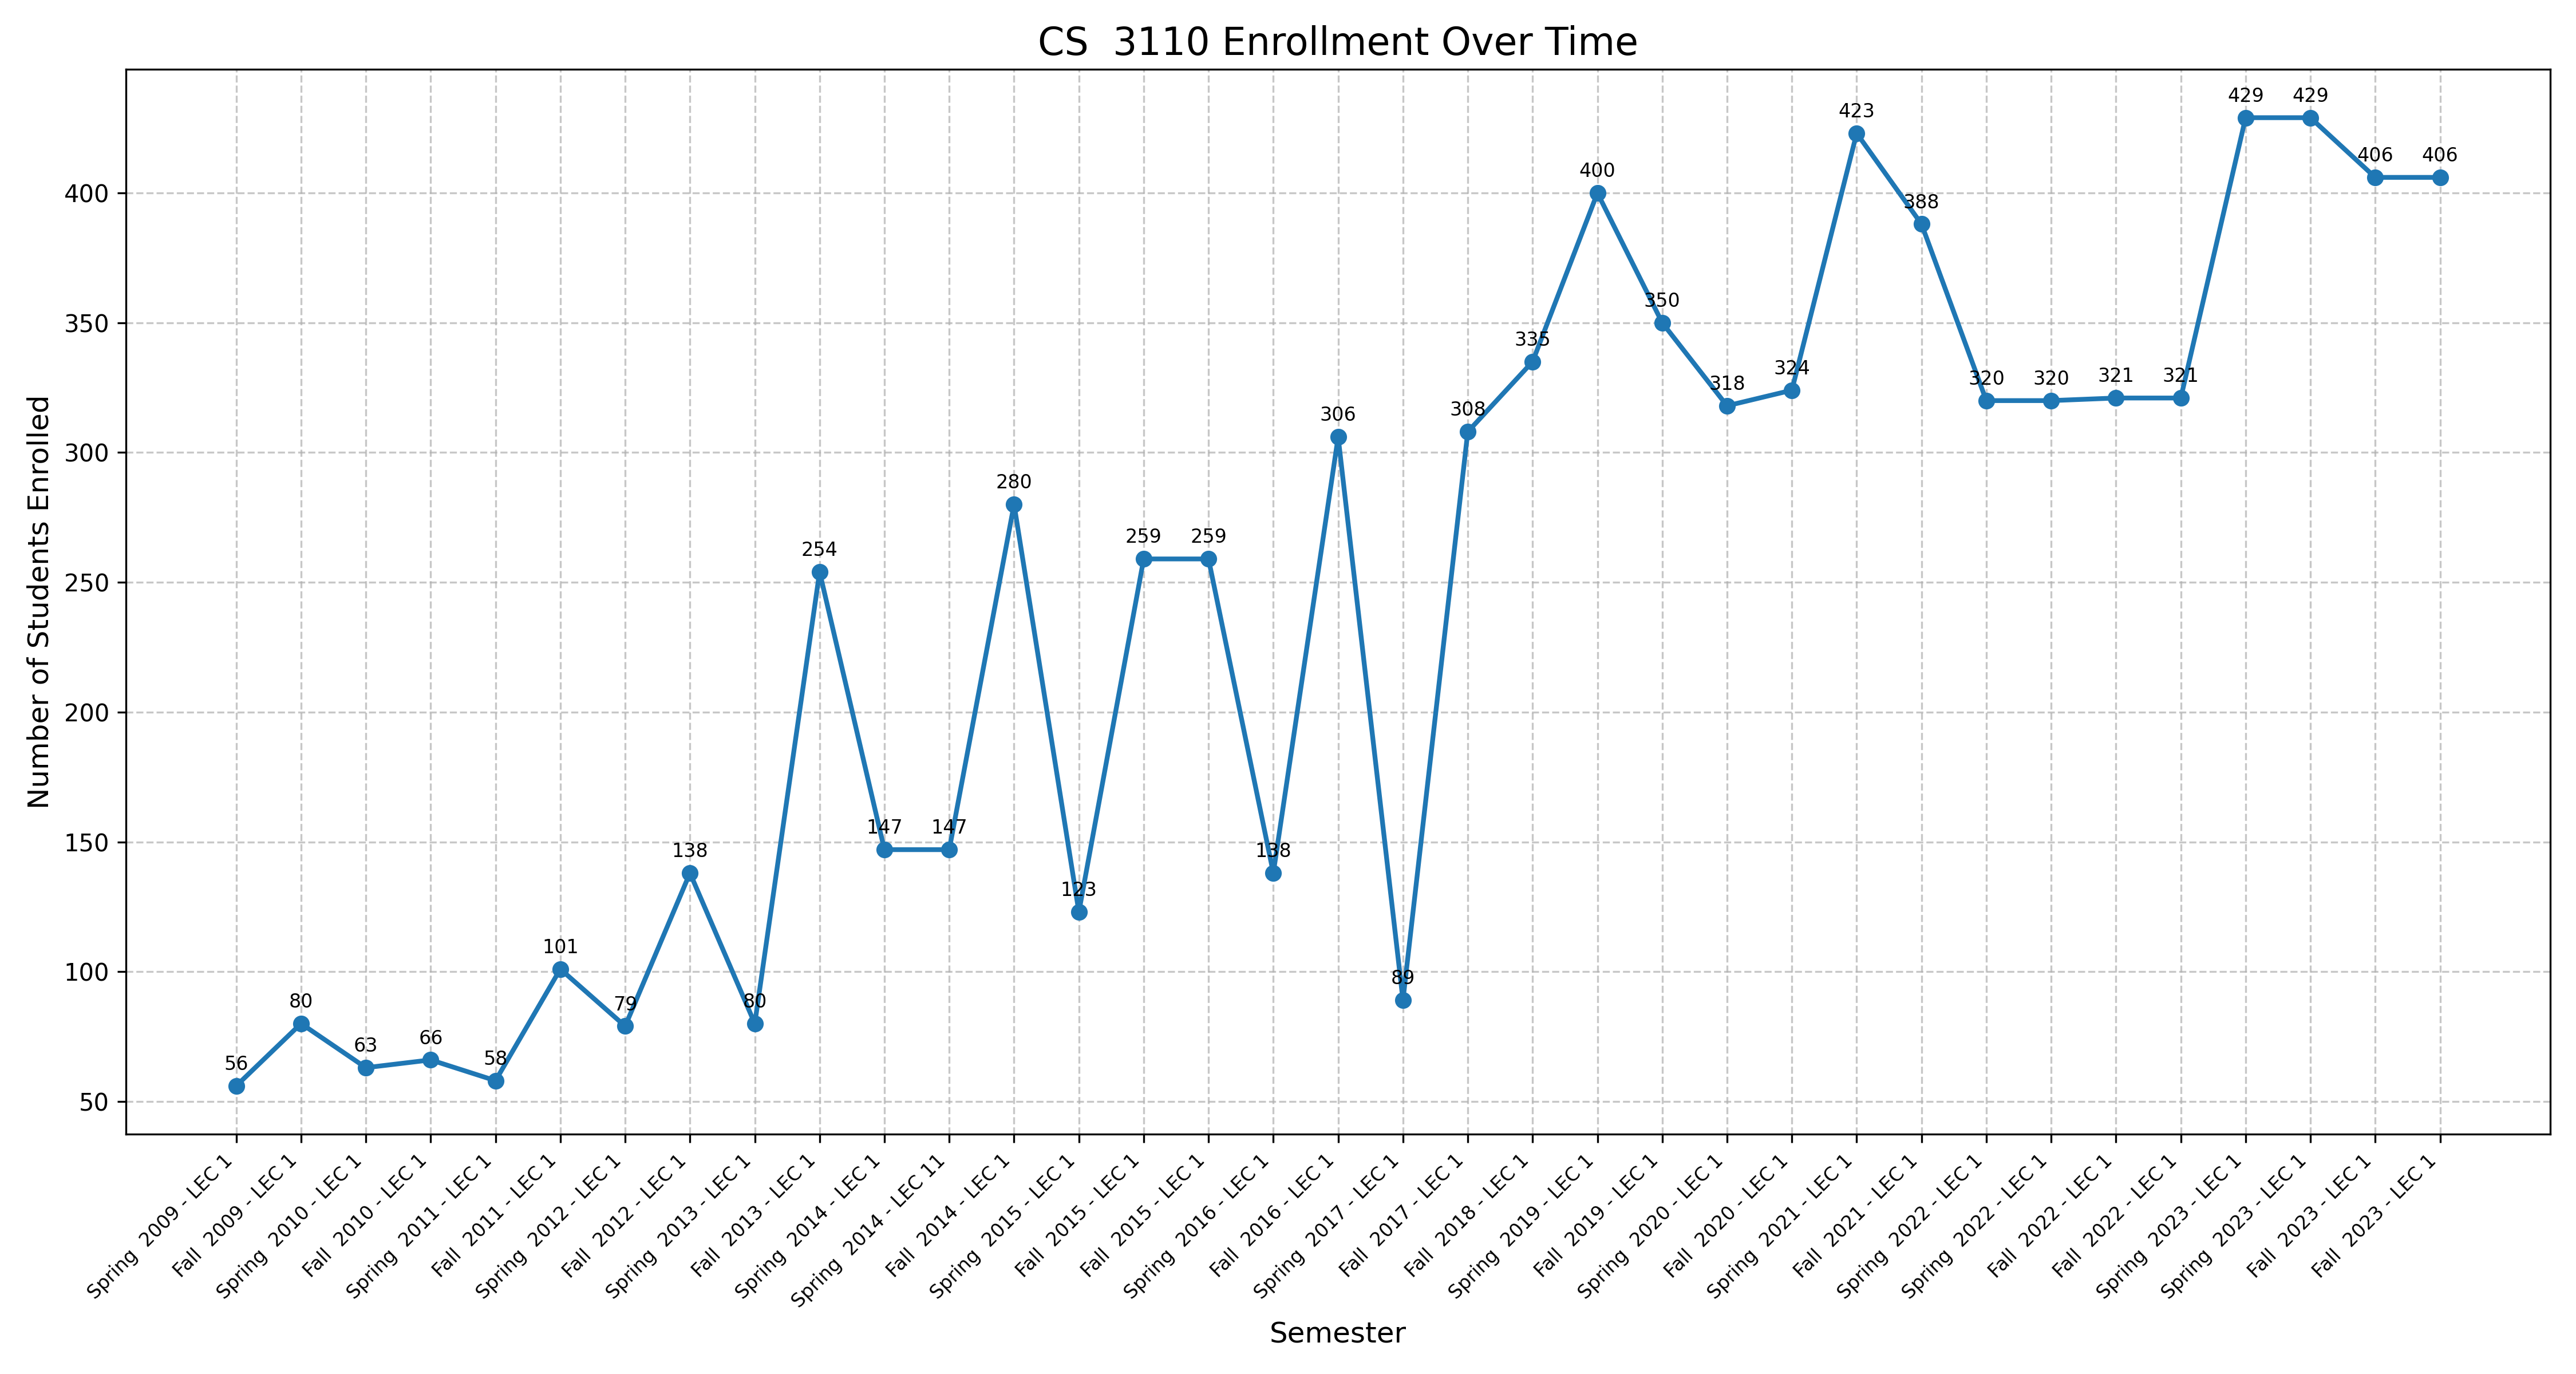 CS  3110 Enrollment Over Time
Number of Students Enrolled
400
350
300
250
200
150
100
50
56
80
63
66
58
101
79
138
80
254
147
147
280
123
259
259
138
306
89
308
335
400
350
318
324
423
388
320
320
321
321
429
429
406
406
Spring  2009 - LEC 1
Fall  2009 - LEC 1
Spring  2010 - LEC 1
Fall  2010 - LEC 1
Spring  2011 - LEC 1
Fall  2011 - LEC 1
Spring  2012 - LEC 1
Fall  2012 - LEC 1
Spring  2013 - LEC 1
Fall  2013 - LEC 1
Spring  2014 - LEC 1
Spring  2014 - LEC 11
Fall  2014 - LEC 1
Spring  2015 - LEC 1
Fall  2015 - LEC 1
Fall  2015 - LEC 1
Spring  2016 - LEC 1
Fall  2016 - LEC 1
Spring  2017 - LEC 1
Fall  2017 - LEC 1
Fall  2018 - LEC 1
Spring  2019 - LEC 1
Fall  2019 - LEC 1
Spring  2020 - LEC 1
Fall  2020 - LEC 1
Spring  2021 - LEC 1
Fall  2021 - LEC 1
Spring  2022 - LEC 1
Spring  2022 - LEC 1
Fall  2022 - LEC 1
Fall  2022 - LEC 1
Spring  2023 - LEC 1
Spring  2023 - LEC 1
Fall  2023 - LEC 1
Fall  2023 - LEC 1
Semester